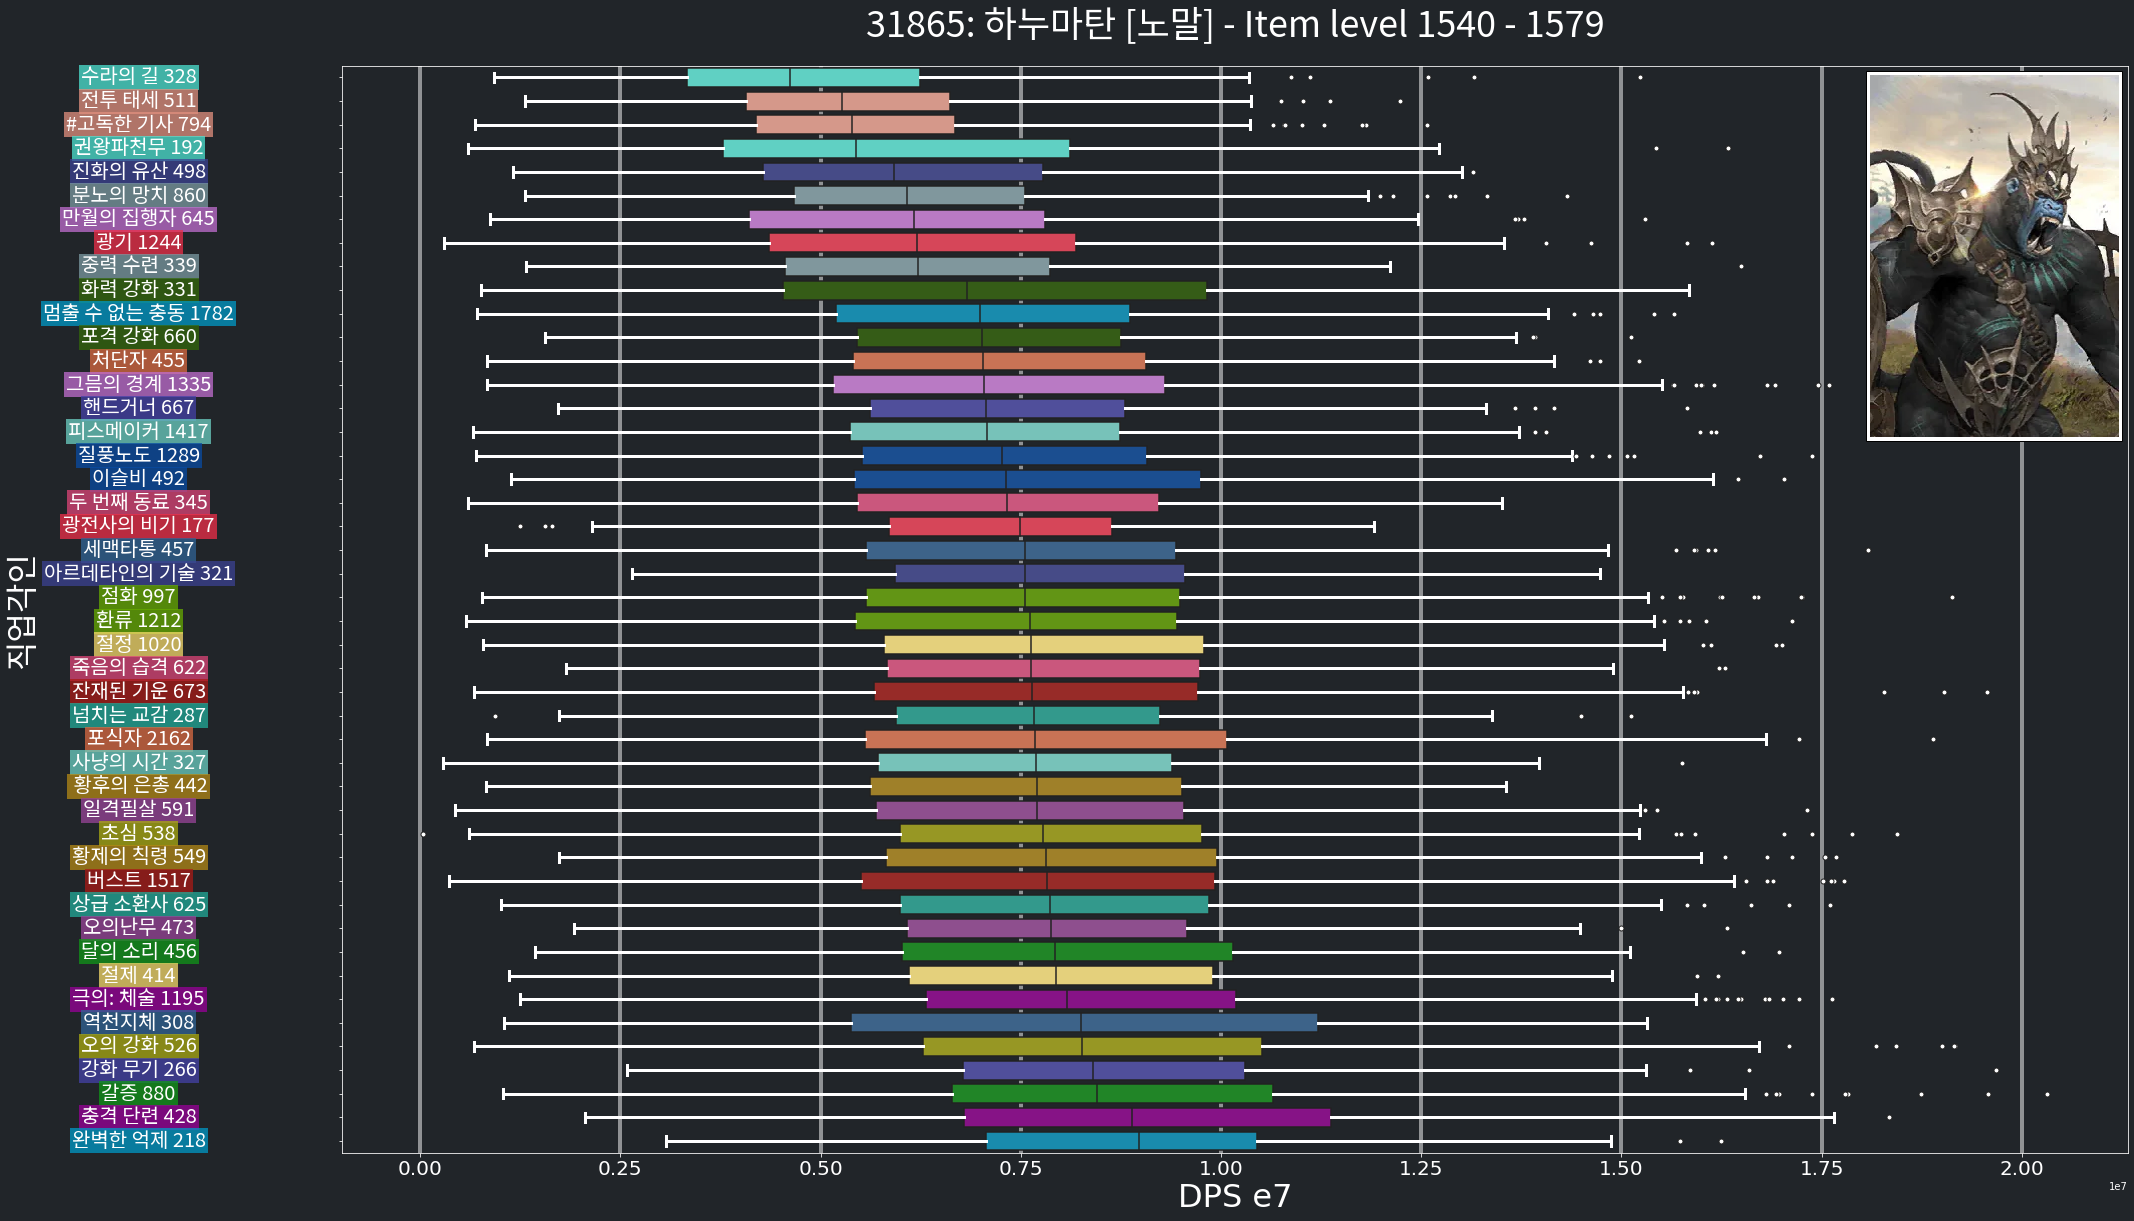 31865: 하누마탄 [노말] - Item level 1540 - 1579
수라의 길 328
전투 태세 511
#고독한 기사 794
권왕파천무 192
진화의 유산 498
분노의 망치 860
만월의 집행자 645
광기 1244
중력 수련 339
화력 강화 331
멈출 수 없는 충동 1782
포격 강화 660
처단자 455
그믐의 경계 1335
핸드거너 667
피스메이커 1417
질풍노도 1289
이슬비 492
두 번째 동료 345
광전사의 비기 177
세맥타통 457
아르데타인의 기술 321
점화 997
환류 1212
절정 1020
죽음의 습격 622
잔재된 기운 673
넘치는 교감 287
포식자 2162
사냥의 시간 327
황후의 은총 442
일격필살 591
초심 538
황제의 칙령 549
버스트 1517
상급 소환사 625
오의난무 473
달의 소리 456
절제 414
극의: 체술 1195
역천지체 308
오의 강화 526
강화 무기 266
갈증 880
충격 단련 428
완벽한 억제 218
직업각인
0.00 0.25 0.50 0.75 1.00 1.25 1.50 1.75 2.00
1e7
DPS e7